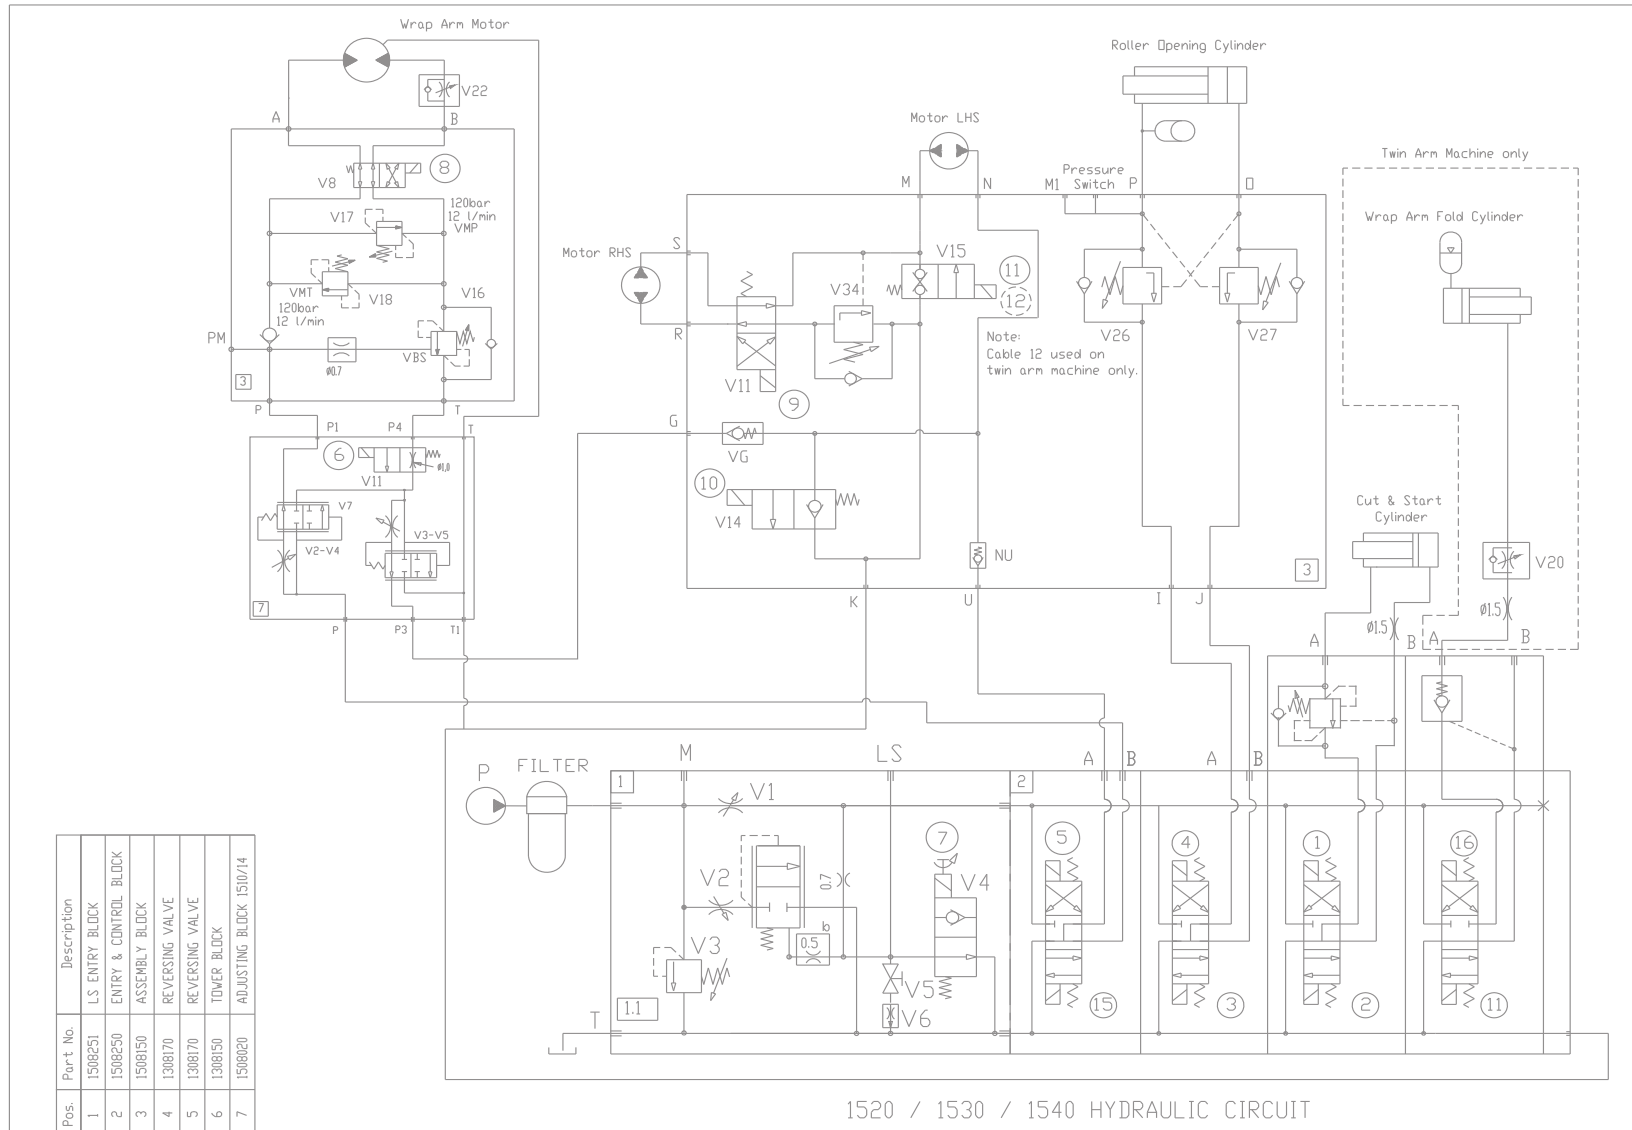 Wrap Arm Motor
V22
A
B
V8
8
120bar
12 l/min
VMP
V17
VMT
V18
120bar
12 l/min
V16
PM
Ø0.7
VBS
3
P
T
P1
P4
T
6
V11
Ø1,0
V7
V2-V4
V3-V5
7
P
P3
T1
Motor LHS
M
N
Motor RHS
S
R
V34
V15
11
12
Note:
Cable 12 used on
twin arm machine only.
V11
9
G
VG
10
V14
NU
K
U
I
J
3
Roller Opening Cylinder
Pressure
Switch
M1
P
O
V26
V27
Twin Arm Machine only
Wrap Arm Fold Cylinder
Cut & Start
Cylinder
V20
Ø1.5
Ø1.5
A
B
A
B
P
FILTER
M
LS
A
B
A
B
1
2
V1
V2
0.7
7
V4
b
0.5
V3
V5
V6
1.1
T
5
4
1
16
15
3
2
11
Pos. Part No. Description
1 1508251 LS ENTRY BLOCK
2 1508250 ENTRY & CONTROL BLOCK
3 1508150 ASSEMBLY BLOCK
4 1308170 REVERSING VALVE
5 1308170 REVERSING VALVE
6 1308150 TOWER BLOCK
7 1508020 ADJUSTING BLOCK 1510/14
1520 / 1530 / 1540 HYDRAULIC CIRCUIT